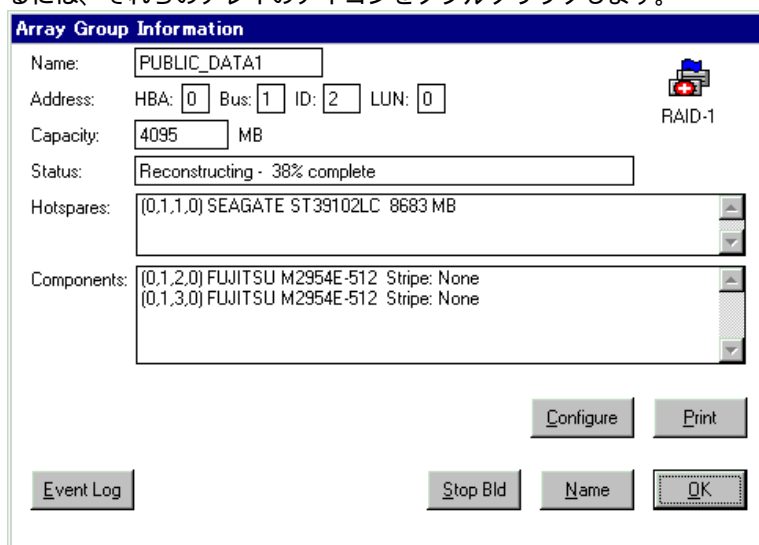 るには、それらのアレイのアイコンをダブルクリックします。
Array Group Information
Name: PUBLIC_DATA1
Address: HBA: 0 Bus: 1 ID: 2 LUN: 0
RAID-1
Capacity: 4095 MB
Status: Reconstructing - 38% complete
Hotspares: (0,1,1,0) SEAGATE ST39102LC 8683 MB
Components: (0,1,2,0) FUJITSU M2954E-512 Stripe: None
(0,1,3,0) FUJITSU M2954E-512 Stripe: None
Configure Print
Event Log Stop Bld Name OK